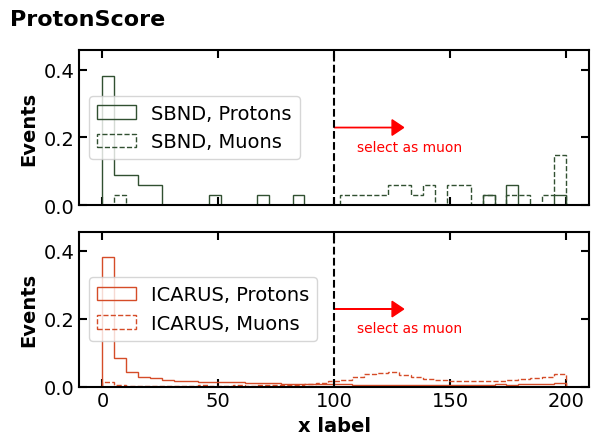 ProtonScore
0.4
0.2
0.0
Events
SBND, Protons
SBND, Muons
select as muon
0.4
0.2
0.0
Events
ICARUS, Protons
ICARUS, Muons
select as muon
0 50 100 150 200
x label